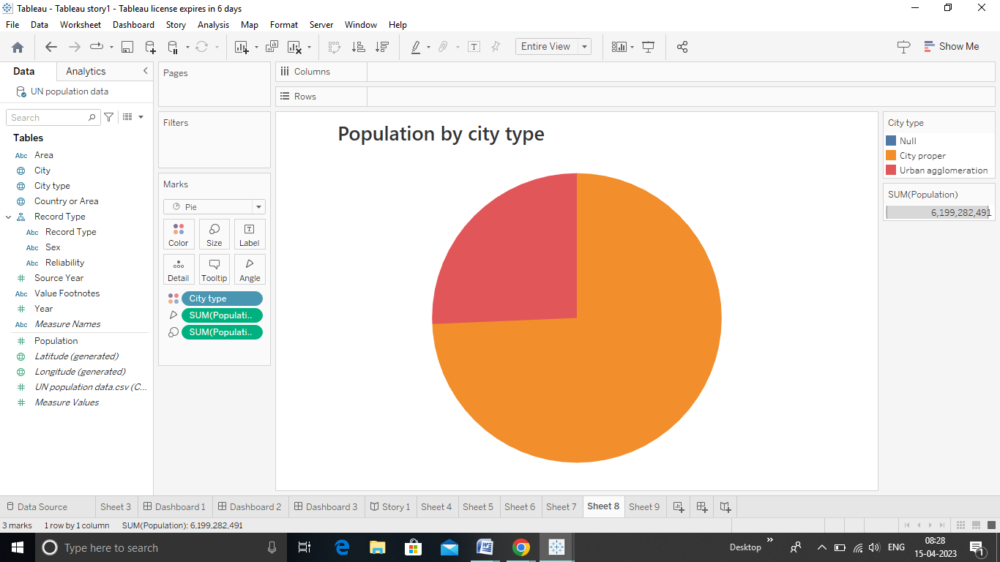 Tableau - Tableau story1 - Tableau license expires in 6 days
File Data Worksheet Dashboard Story Analysis Map Format Server Window Help
Entire View
Show Me
Data Analytics
UN population data
Search
Tables
Abc Area
City
City type
Country or Area
Record Type
Abc Record Type
Abc Sex
Abc Reliability
Source Year
Abc Value Footnotes
Year
Abc Measure Names
Population
Latitude (generated)
Longitude (generated)
UN population data.csv (C...
Measure Values
Pages
Filters
Marks
Pie
Color Size Label
Detail Tooltip Angle
City type
SUM(Populati..
SUM(Populati..
Columns
Rows
Population by city type
City type
Null
City proper
Urban agglomeration
SUM(Population)
6,199,282,491
Data Source Sheet 3 Dashboard 1 Dashboard 2 Dashboard 3 Story 1 Sheet 4 Sheet 5 Sheet 6 Sheet 7 Sheet 8 Sheet 9
3 marks 1 row by 1 column SUM(Population): 6,199,282,491
Type here to search
Desktop
ENG
08:28
15-04-2023
1